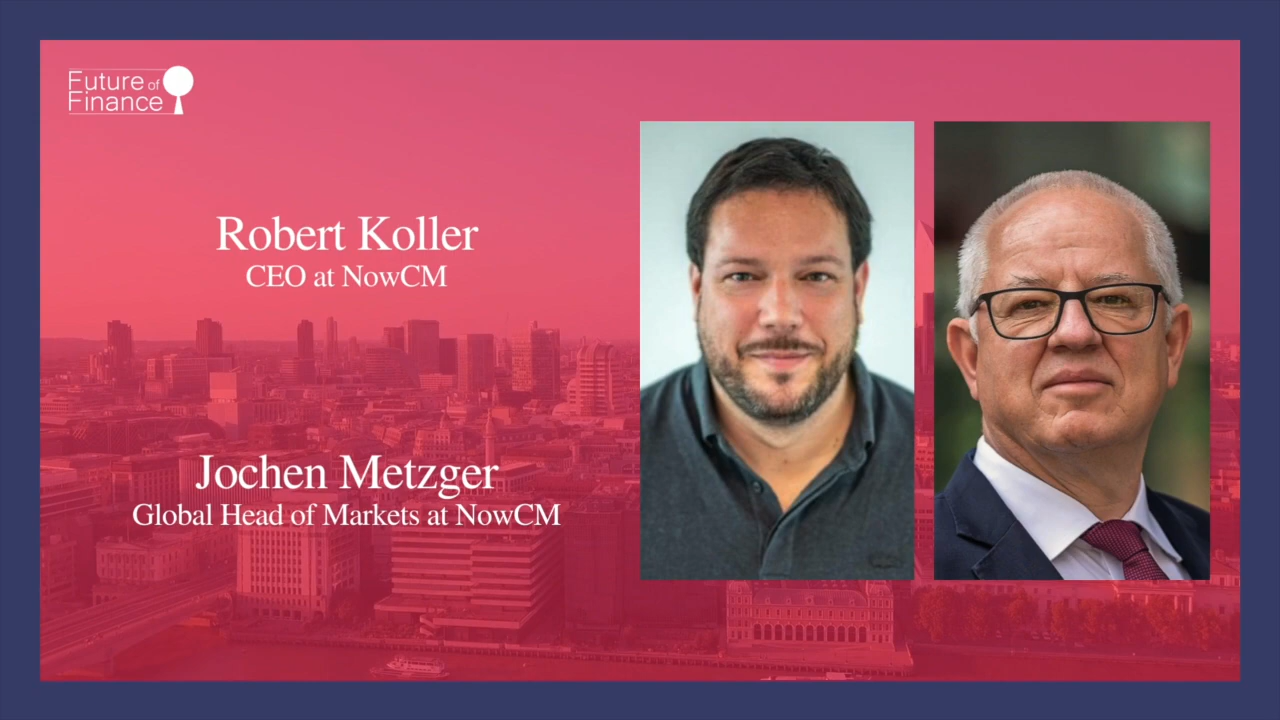 Future of
Finance
Robert Koller
CEO at NowCM
Jochen Metzger
Global Head of Markets at NowCM